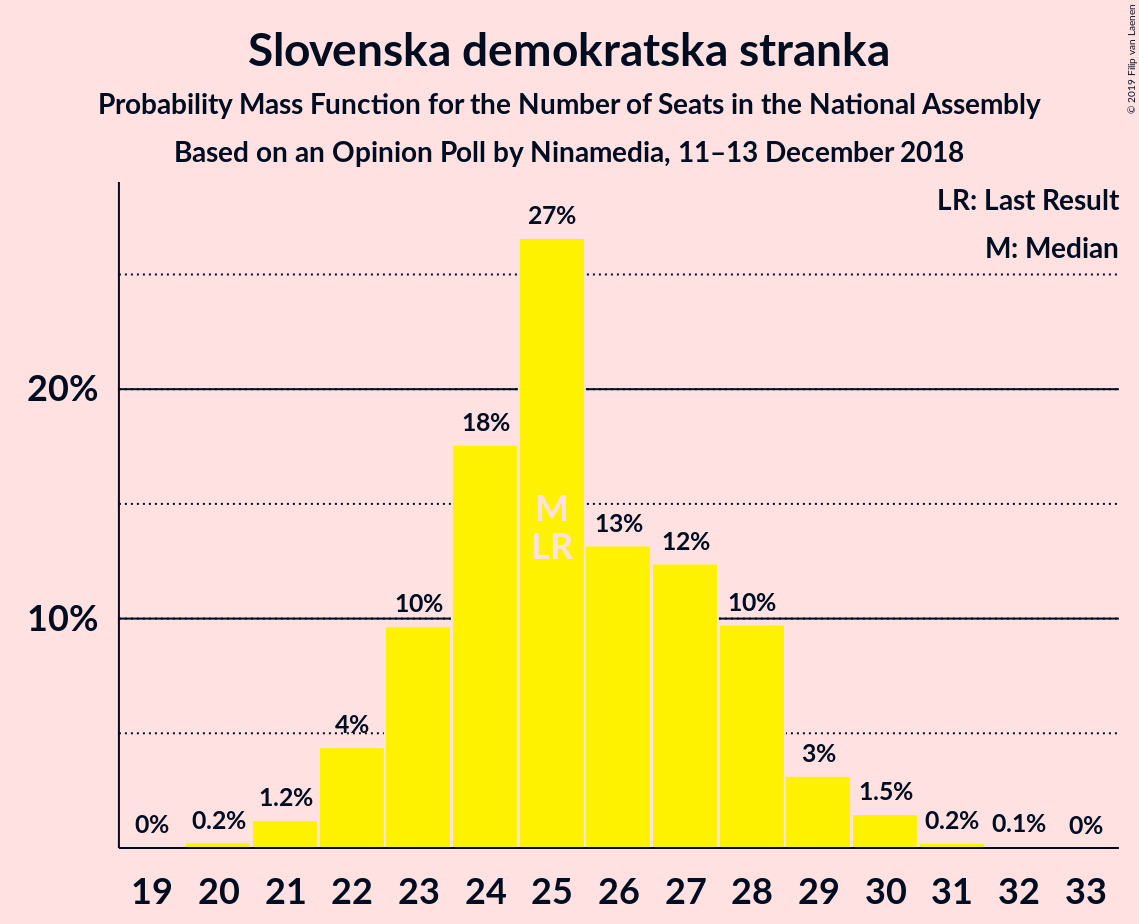 Slovenska demokratska stranka
Probability Mass Function for the Number of Seats in the National Assembly
Based on an Opinion Poll by Ninamedia, 11–13 December 2018
© 2019 Filip van Laenen
LR: Last Result
M: Median
20%
10%
0%
0.2%
1.2%
4%
10%
18%
27%
M
LR
13%
12%
10%
3%
1.5%
0.2%
0.1%
0%
19 20 21 22 23 24 25 26 27 28 29 30 31 32 33